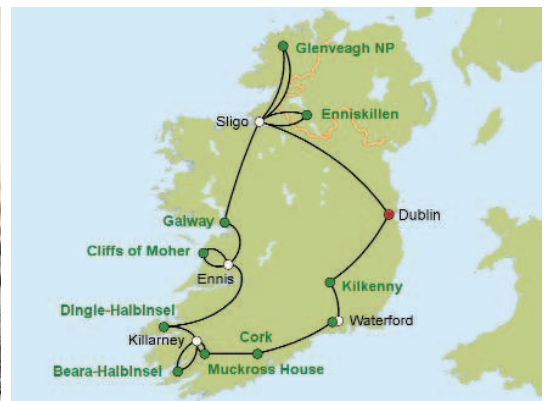 Glenveagh NP
Enniskillen
Sligo
Dublin
Galway
Cliffs of Moher
Ennis
Kilkenny
Dingle-Halbinsel
Waterford
Killarney
Cork
Beara-Halbinsel
Muckross House